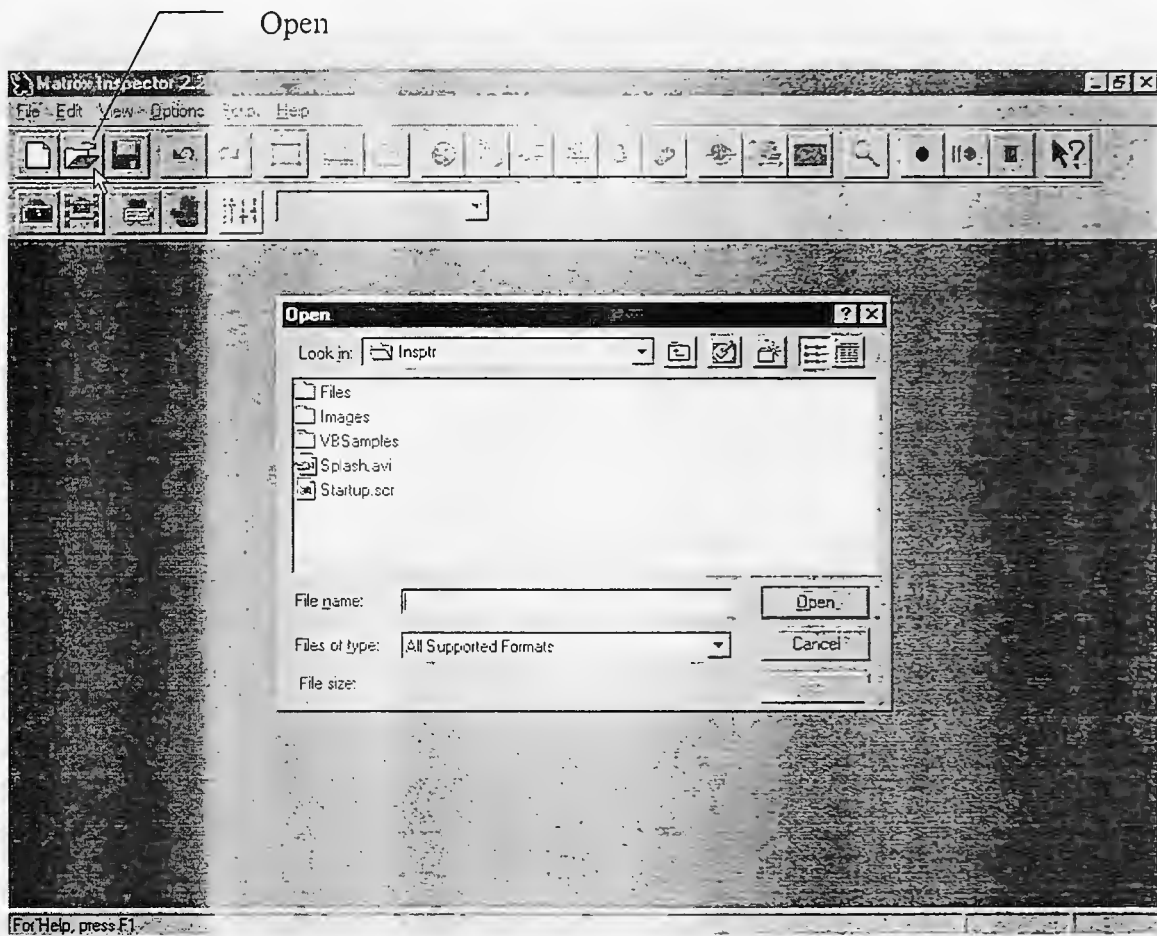 Open
Matrox Inspector 2.2
File Edit View Options Help
Open
Look in: Insptr
Files
Images
VBSamples
Splash.avi
Startup.scr
File name:
Open
Files of type: All Supported Formats
Cancel
File size:
For Help, press F1